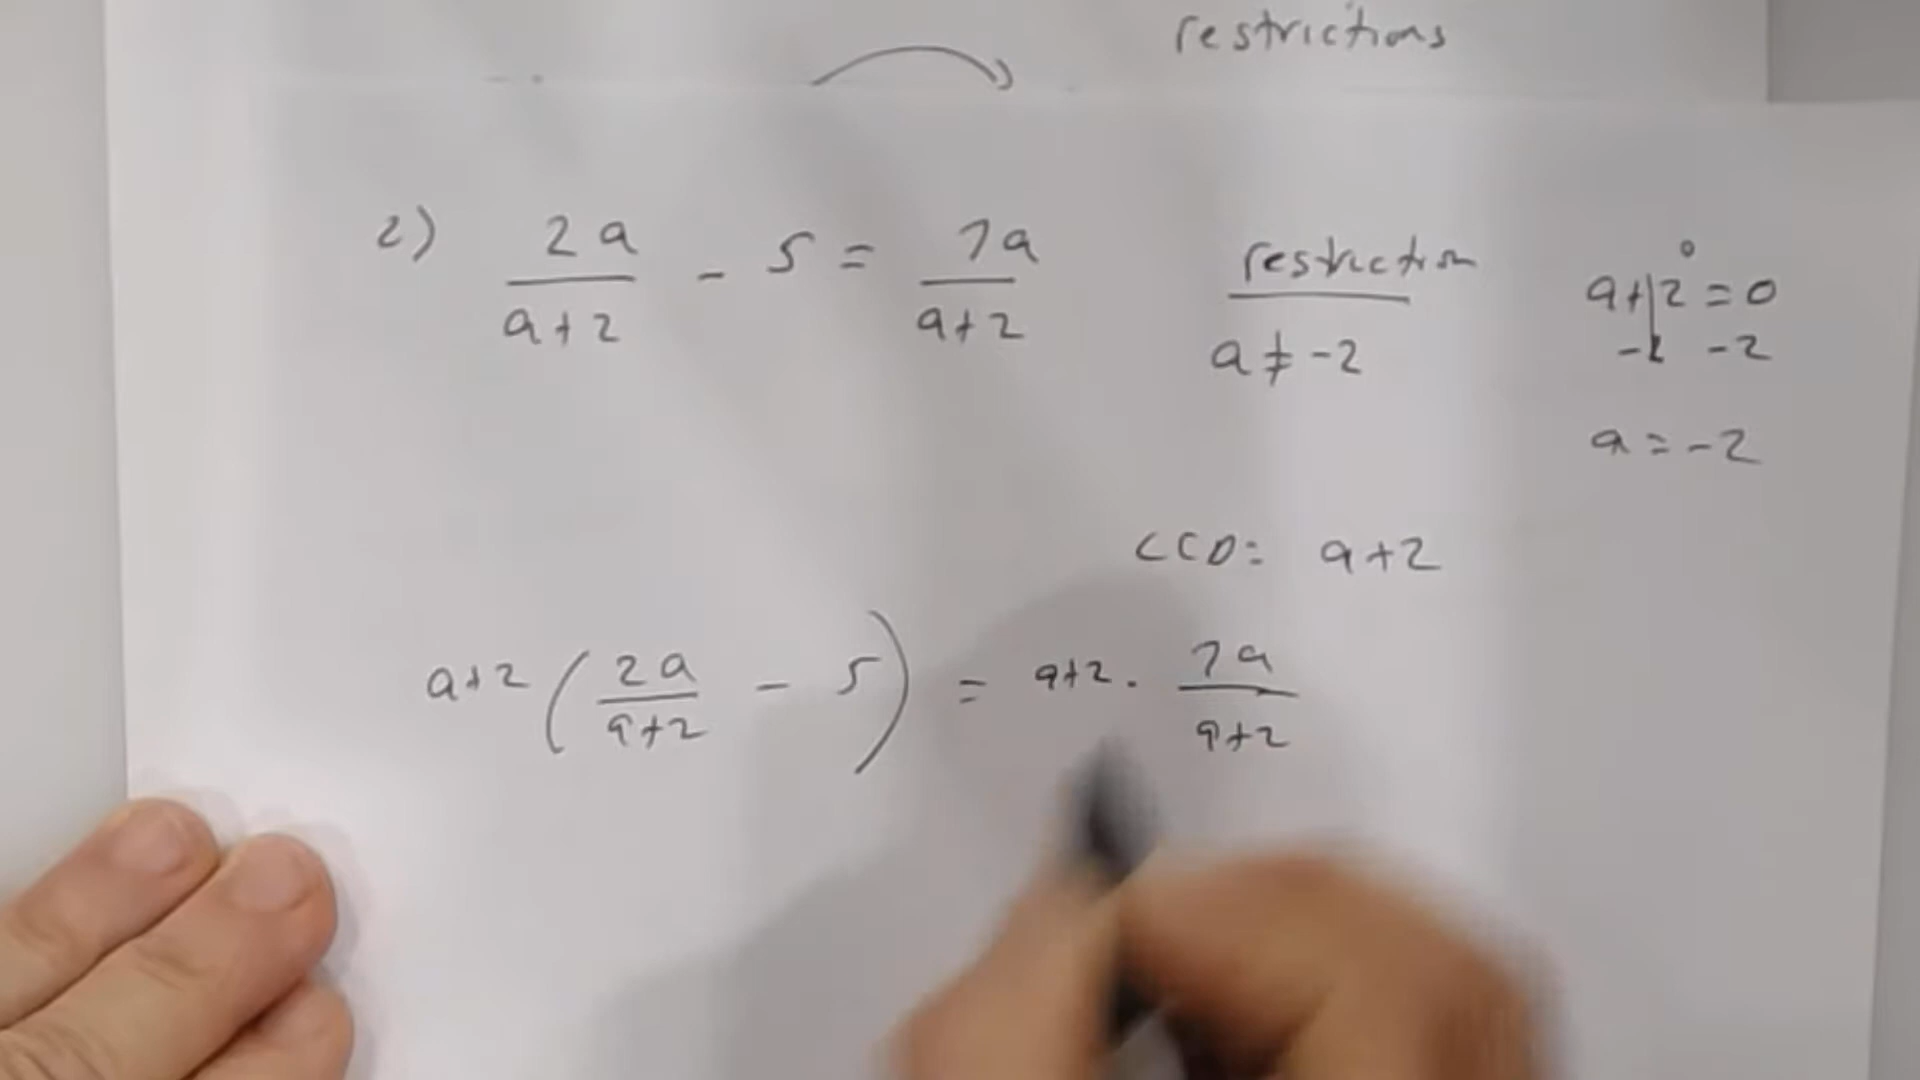 restrictions
2) 2a/a+2 - 5 = 7a/a+2
restriction
a ≠ -2
a+2 = 0
-2 -2
a = -2
LCD: a+2
a+2 (2a/a+2 - 5) = a+2 · 7a/a+2